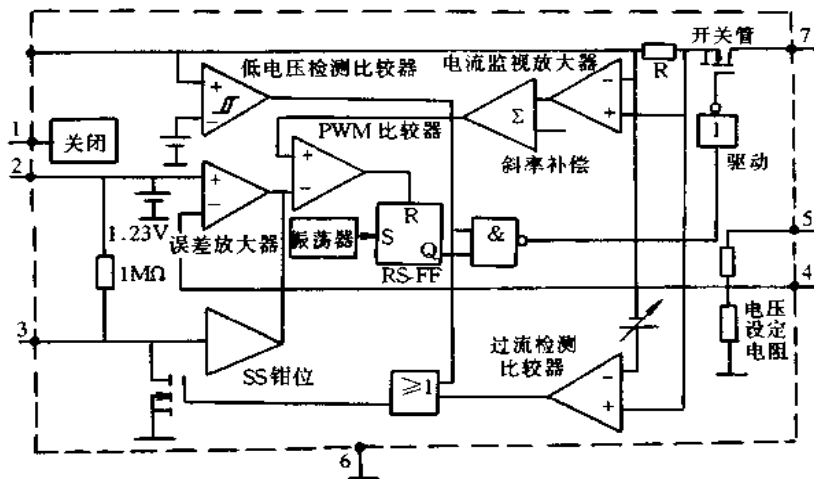 开关管
7
R
低电压检测比较器
电流监视放大器
+
−
−
+
Σ
1
关闭
PWM 比较器
斜率补偿
1
驱动
2
+
−
+
−
1.23V
误差放大器
振荡器
S
R
Q
RS-FF
&
5
4
1MΩ
3
SS钳位
≥1
过流检测
比较器
−
+
电压
设定
电阻
6